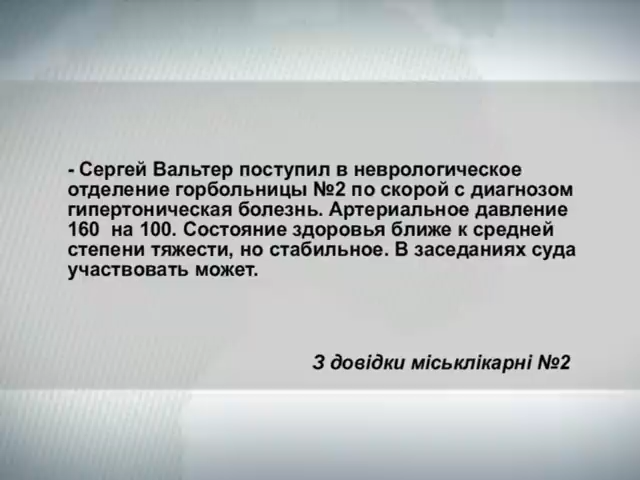 - Сергей Вальтер поступил в неврологическое
отделение горбольницы №2 по скорой с диагнозом
гипертоническая болезнь. Артериальное давление
160 на 100. Состояние здоровья ближе к средней
степени тяжести, но стабильное. В заседаниях суда
участвовать может.
З довідки міськлікарні №2